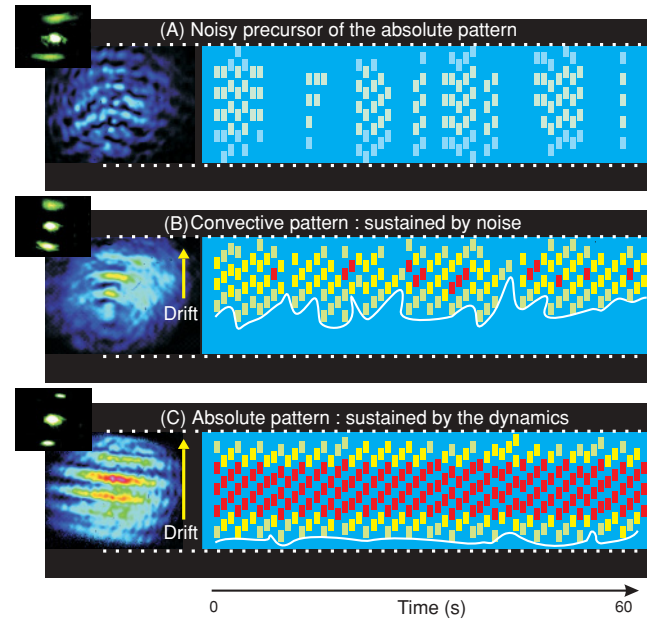 (A) Noisy precursor of the absolute pattern
(B) Convective pattern : sustained by noise
Drift
(C) Absolute pattern : sustained by the dynamics
Drift
0 Time (s) 60